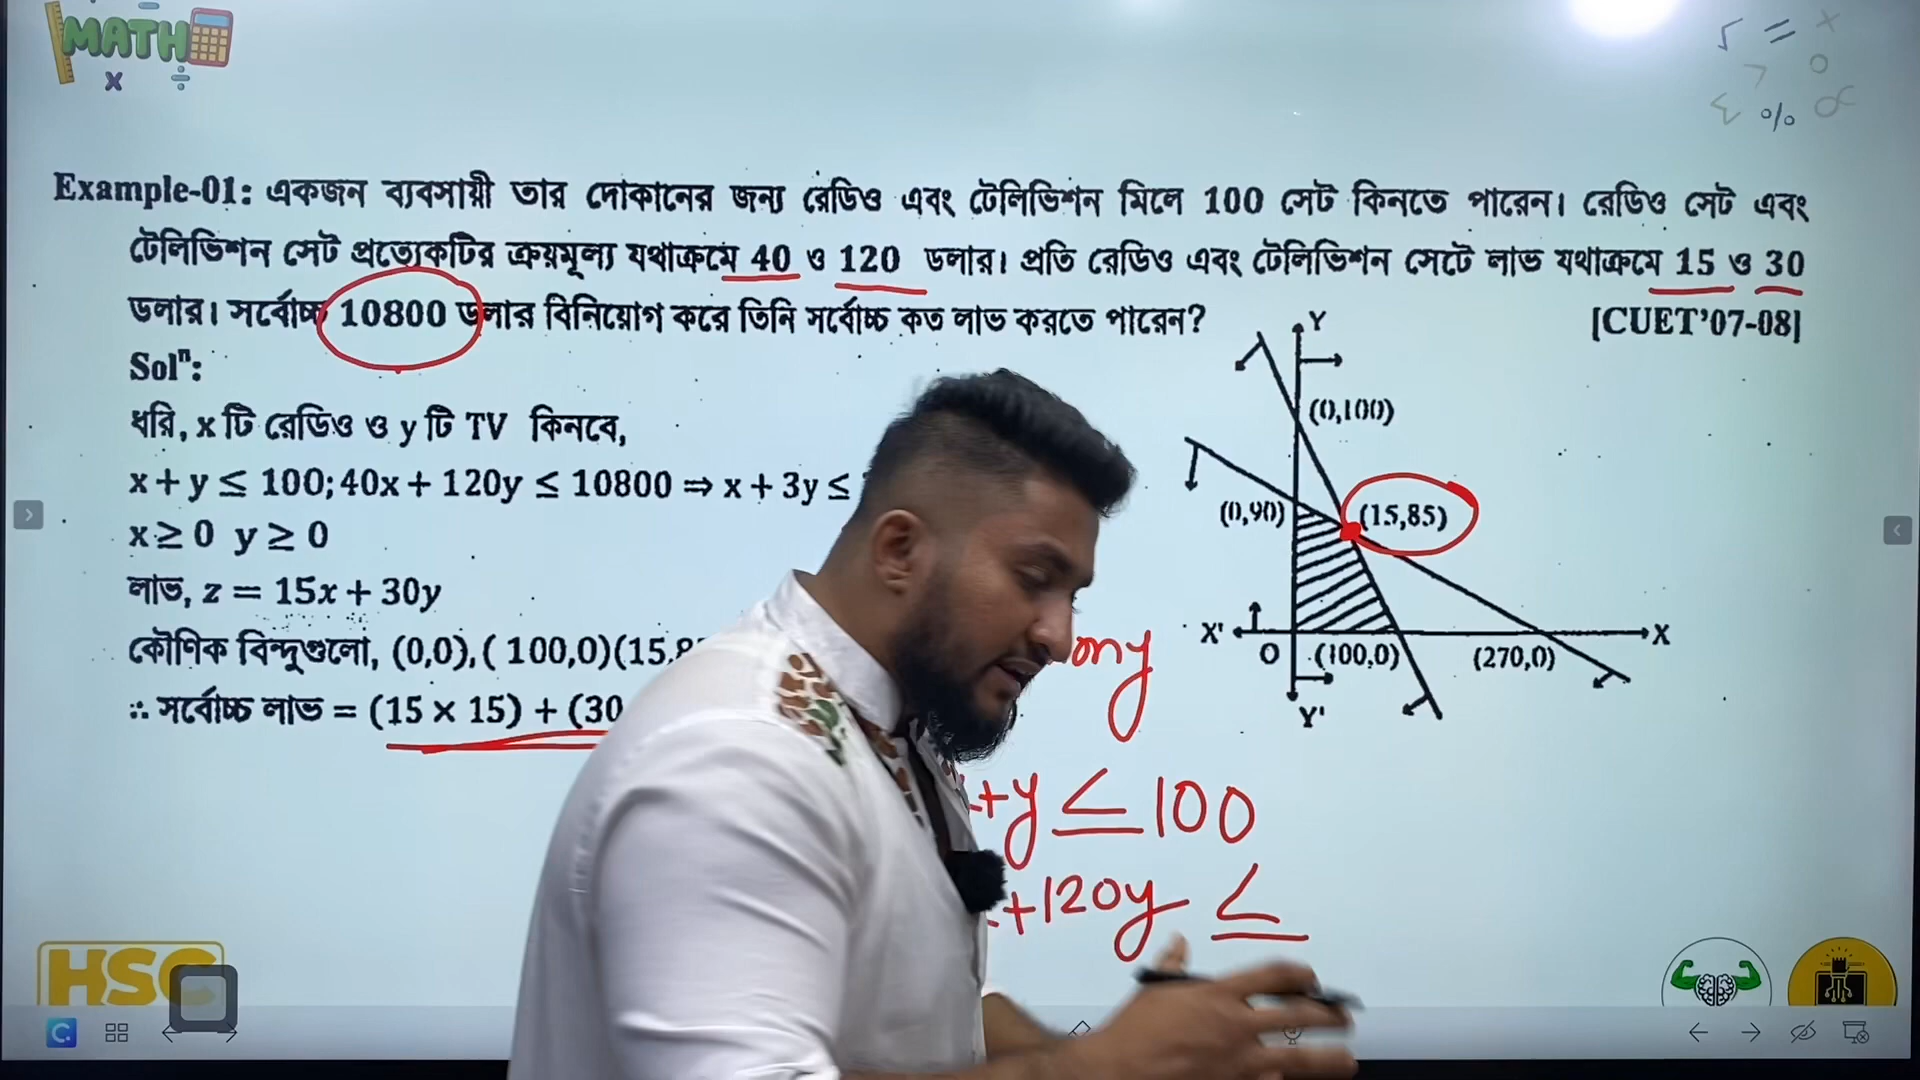 MATH
Example-01: একজন ব্যবসায়ী তার দোকানের জন্য রেডিও এবং টেলিভিশন মিলে 100 সেট কিনতে পারেন। রেডিও সেট এবং
টেলিভিশন সেট প্রত্যেকটির ক্রয়মূল্য যথাক্রমে 40 ও 120 ডলার। প্রতি রেডিও এবং টেলিভিশন সেটে লাভ যথাক্রমে 15 ও 30
ডলার। সর্বোচ্চ 10800 ডলার বিনিয়োগ করে তিনি সর্বোচ্চ কত লাভ করতে পারেন? [CUET'07-08]
Solⁿ:
ধরি, x টি রেডিও ও y টি TV কিনবে,
x + y ≤ 100; 40x + 120y ≤ 10800 ⇒ x + 3y ≤
x ≥ 0 y ≥ 0
লাভ, z = 15x + 30y
কৌণিক বিন্দুগুলো, (0,0), ( 100,0)(15,8
∴ সর্বোচ্চ লাভ = (15 × 15) + (30
Y
(0,100)
(0,90)
(15,85)
X'
O
(100,0)
(270,0)
X
Y'
+y ≤ 100
+120y ≤
HSC